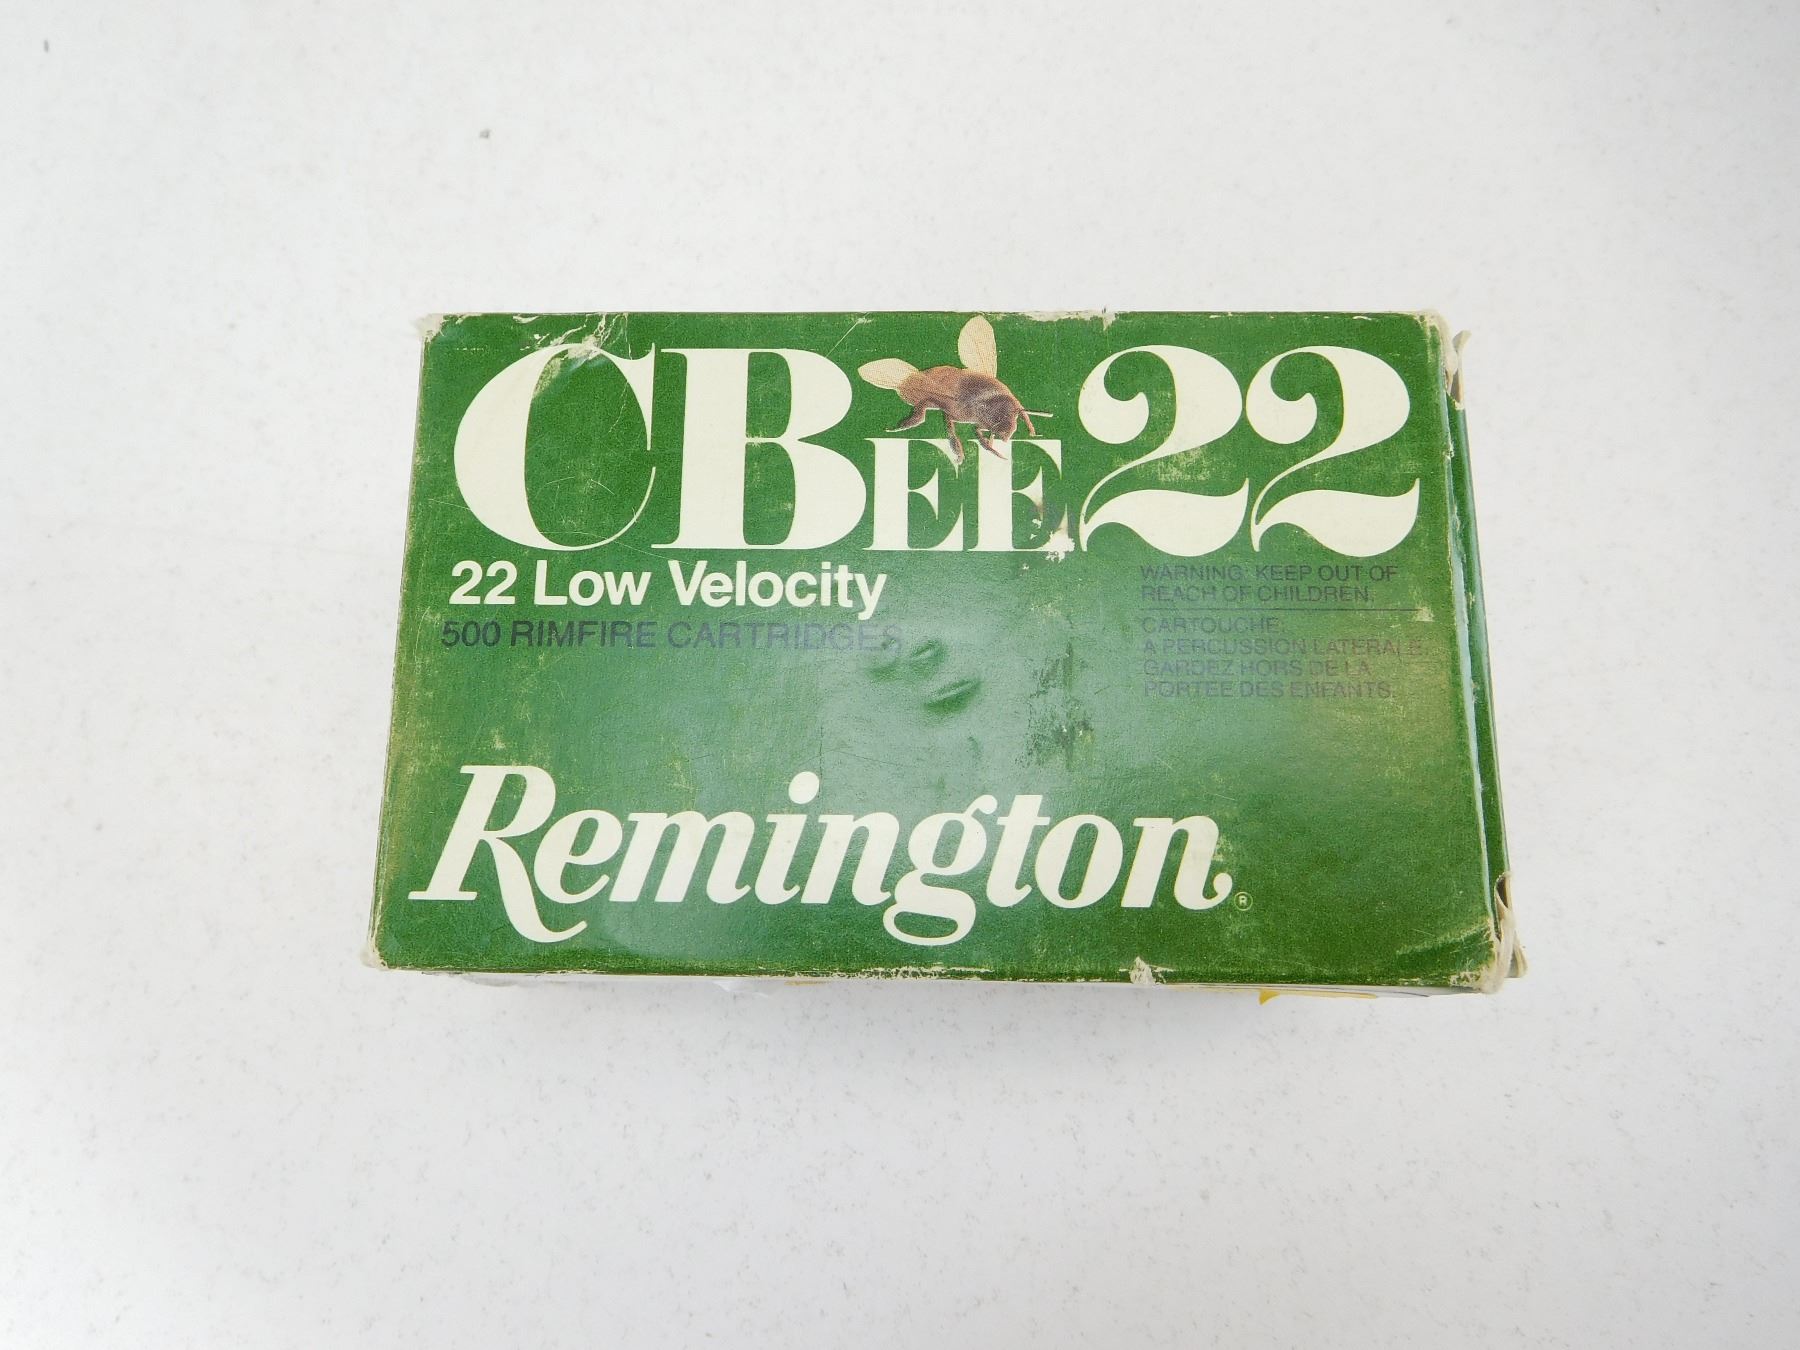 CBEE22
22 Low Velocity
500 RIMFIRE CARTRIDGES
WARNING: KEEP OUT OF
REACH OF CHILDREN.
CARTOUCHE.
A PERCUSSION LATERALE.
GARDEZ HORS DE LA
PORTEE DES ENFANTS.
Remington®